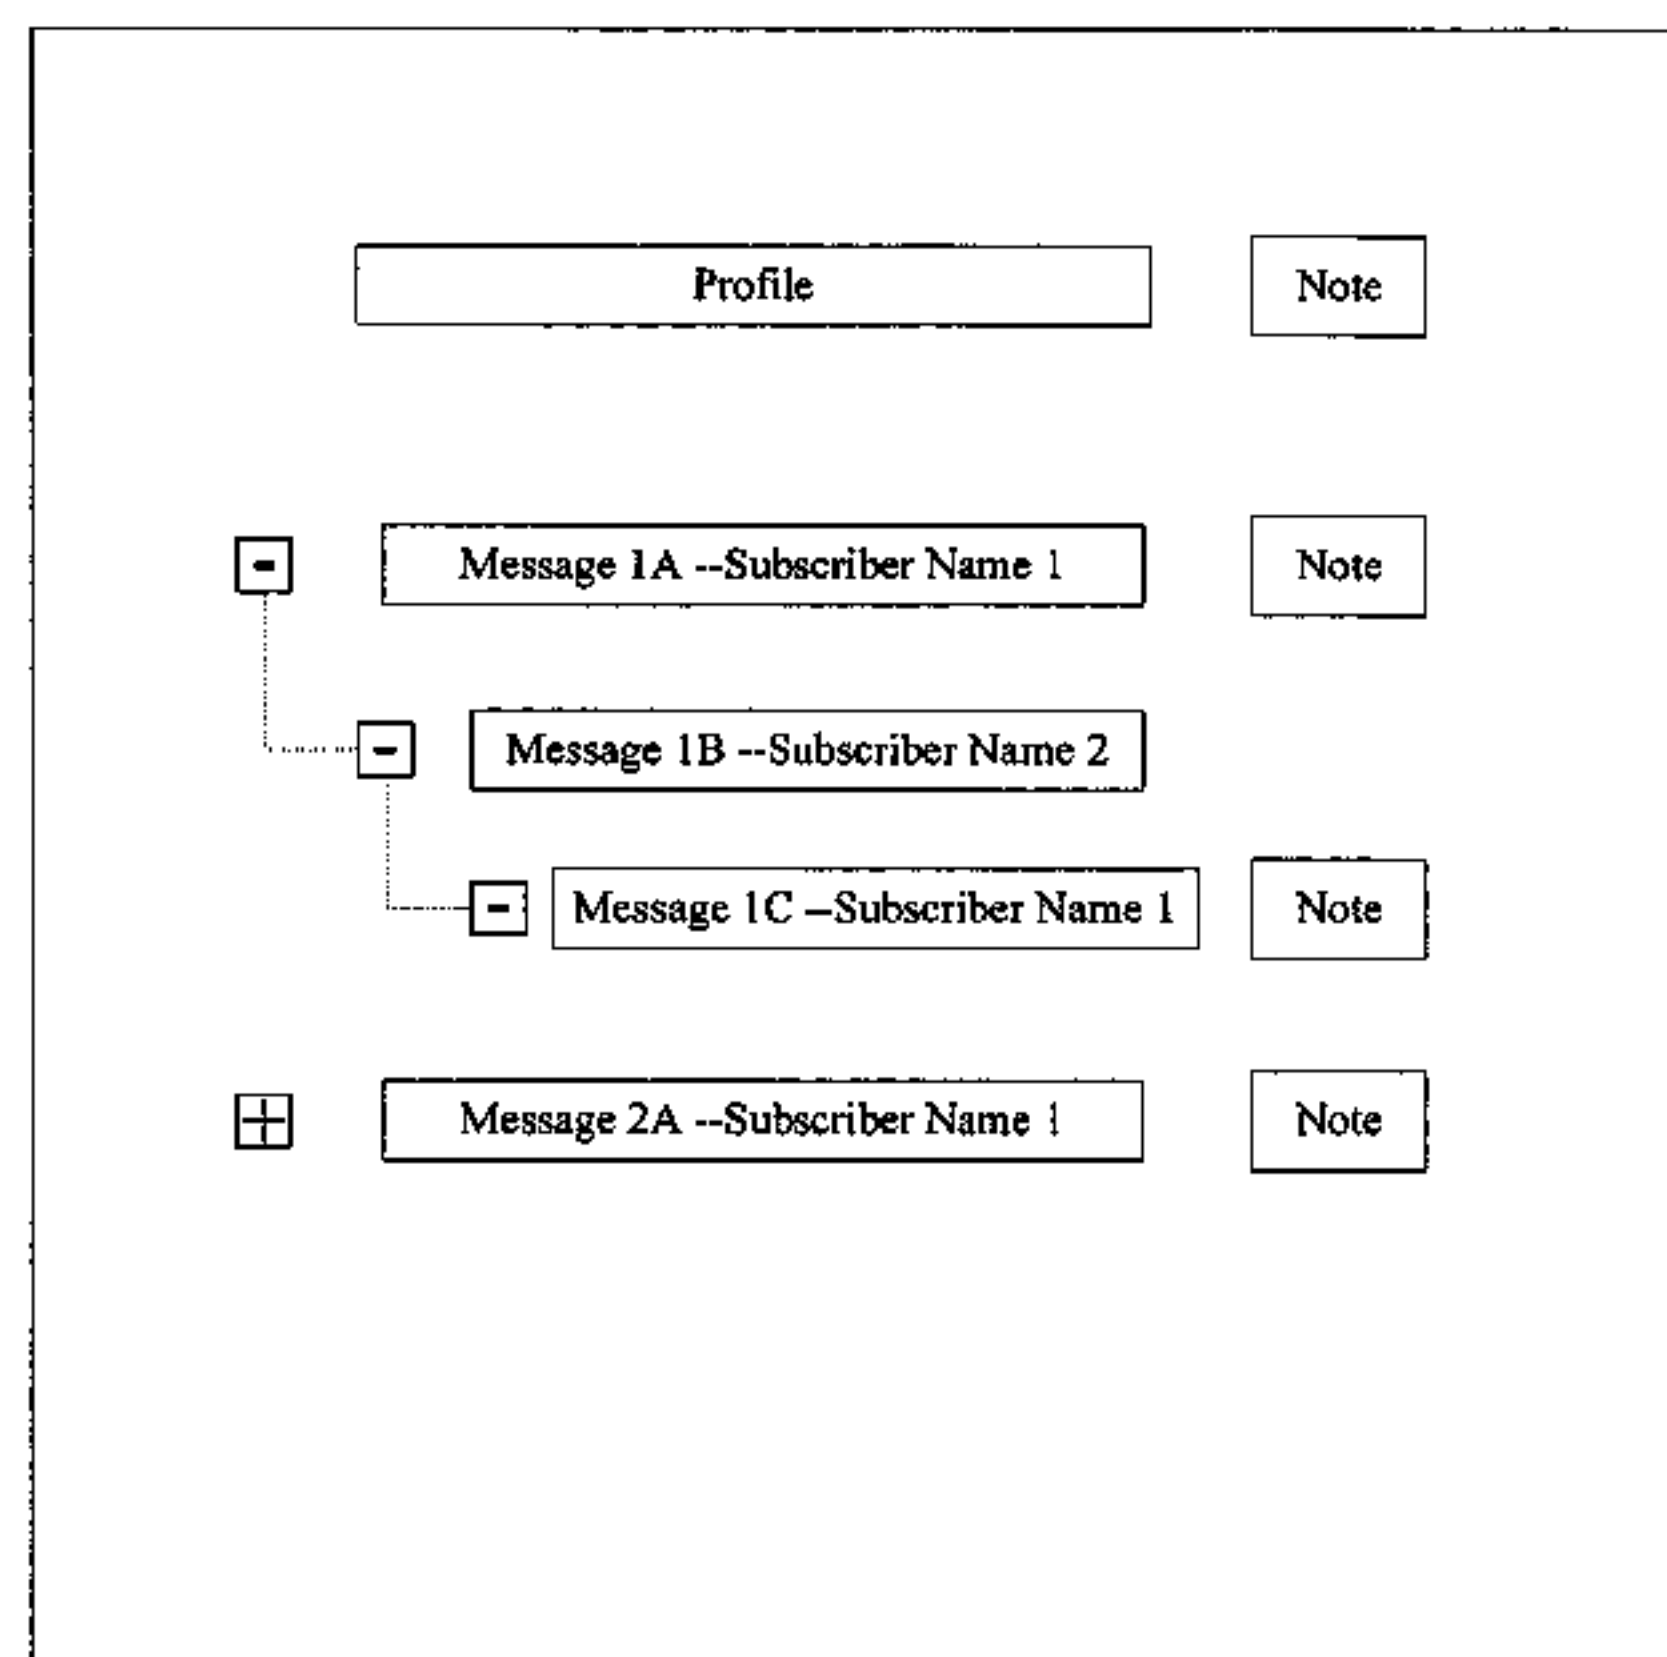 Profile Note
Message 1A --Subscriber Name 1 Note
Message 1B --Subscriber Name 2
Message 1C --Subscriber Name 1 Note
Message 2A --Subscriber Name 1 Note